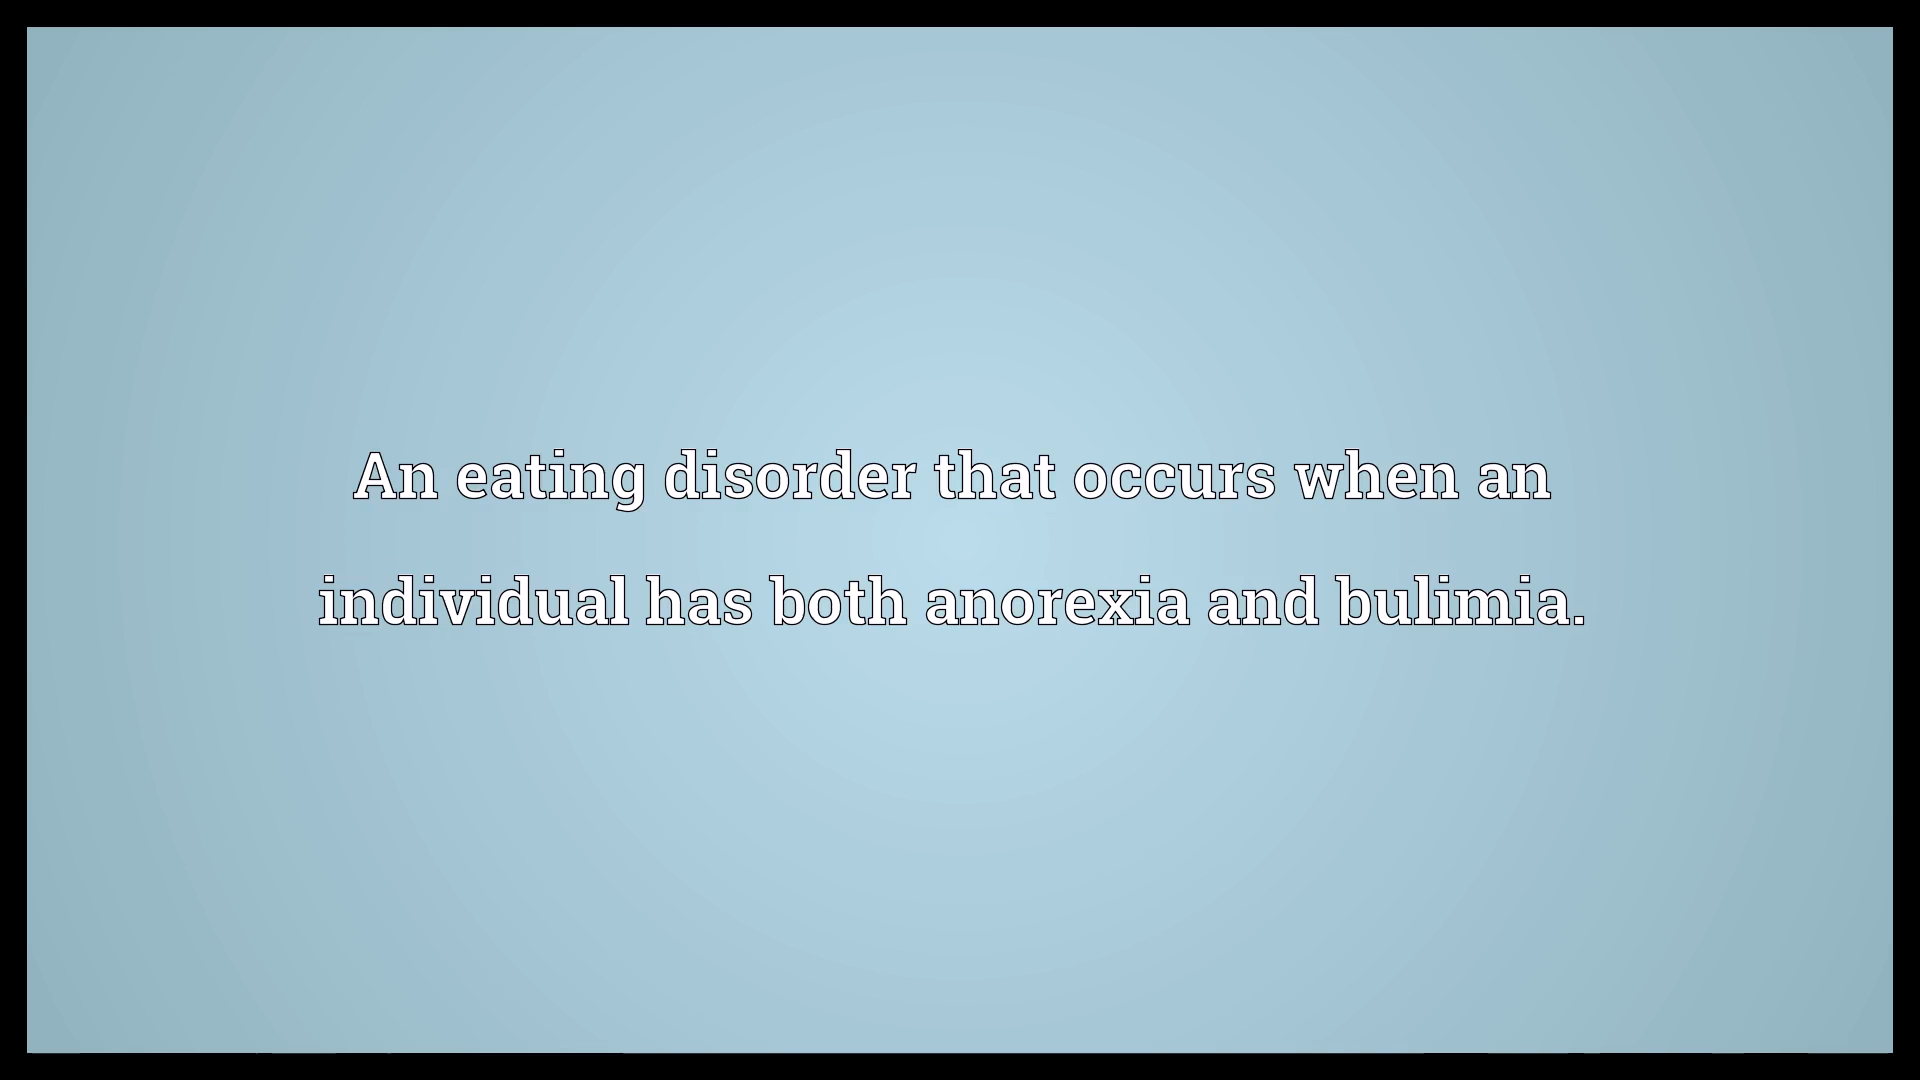 An eating disorder that occurs when an
individual has both anorexia and bulimia.